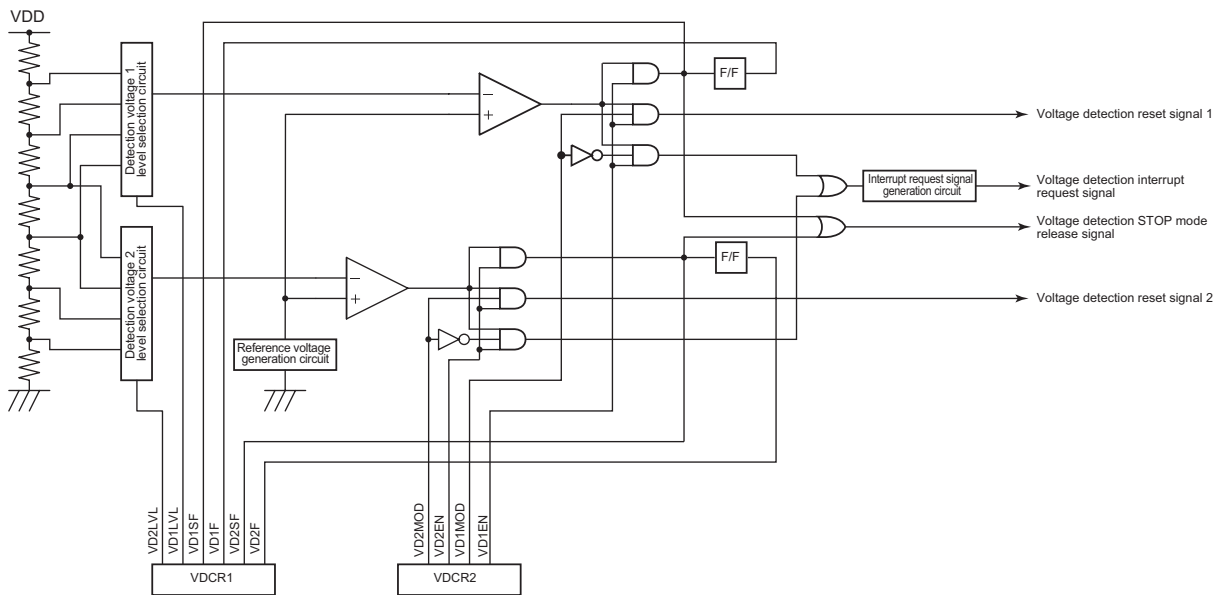 VDD
Detection voltage 1
level selection circuit
F/F
Voltage detection reset signal 1
Interrupt request signal
generation circuit
Voltage detection interrupt
request signal
Voltage detection STOP mode
release signal
Detection voltage 2
level selection circuit
F/F
Voltage detection reset signal 2
Reference voltage
generation circuit
VD2LVL
VD1LVL
VD1SF
VD1F
VD2SF
VD2F
VD2MOD
VD2EN
VD1MOD
VD1EN
VDCR1
VDCR2